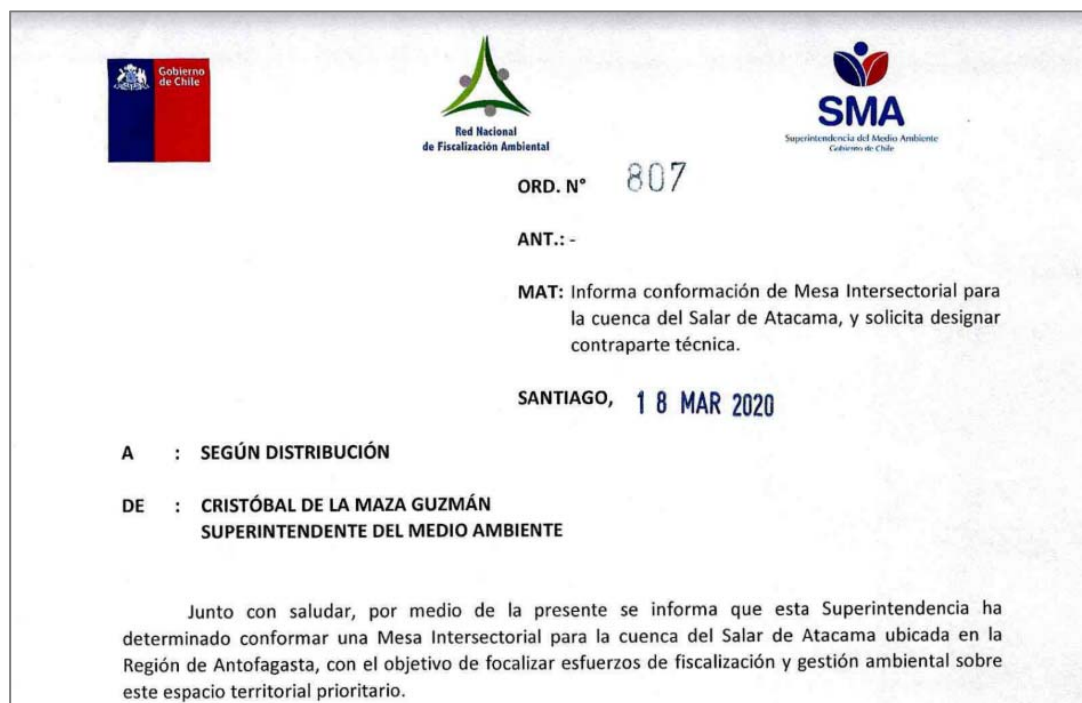 Gobierno
de Chile
Red Nacional
de Fiscalización Ambiental
SMA
Superintendencia del Medio Ambiente
Gobierno de Chile
ORD. N° 807
ANT.: -
MAT: Informa conformación de Mesa Intersectorial para
la cuenca del Salar de Atacama, y solicita designar
contraparte técnica.
SANTIAGO, 18 MAR 2020
A : SEGÚN DISTRIBUCIÓN
DE : CRISTÓBAL DE LA MAZA GUZMÁN
SUPERINTENDENTE DEL MEDIO AMBIENTE
Junto con saludar, por medio de la presente se informa que esta Superintendencia ha
determinado conformar una Mesa Intersectorial para la cuenca del Salar de Atacama ubicada en la
Región de Antofagasta, con el objetivo de focalizar esfuerzos de fiscalización y gestión ambiental sobre
este espacio territorial prioritario.